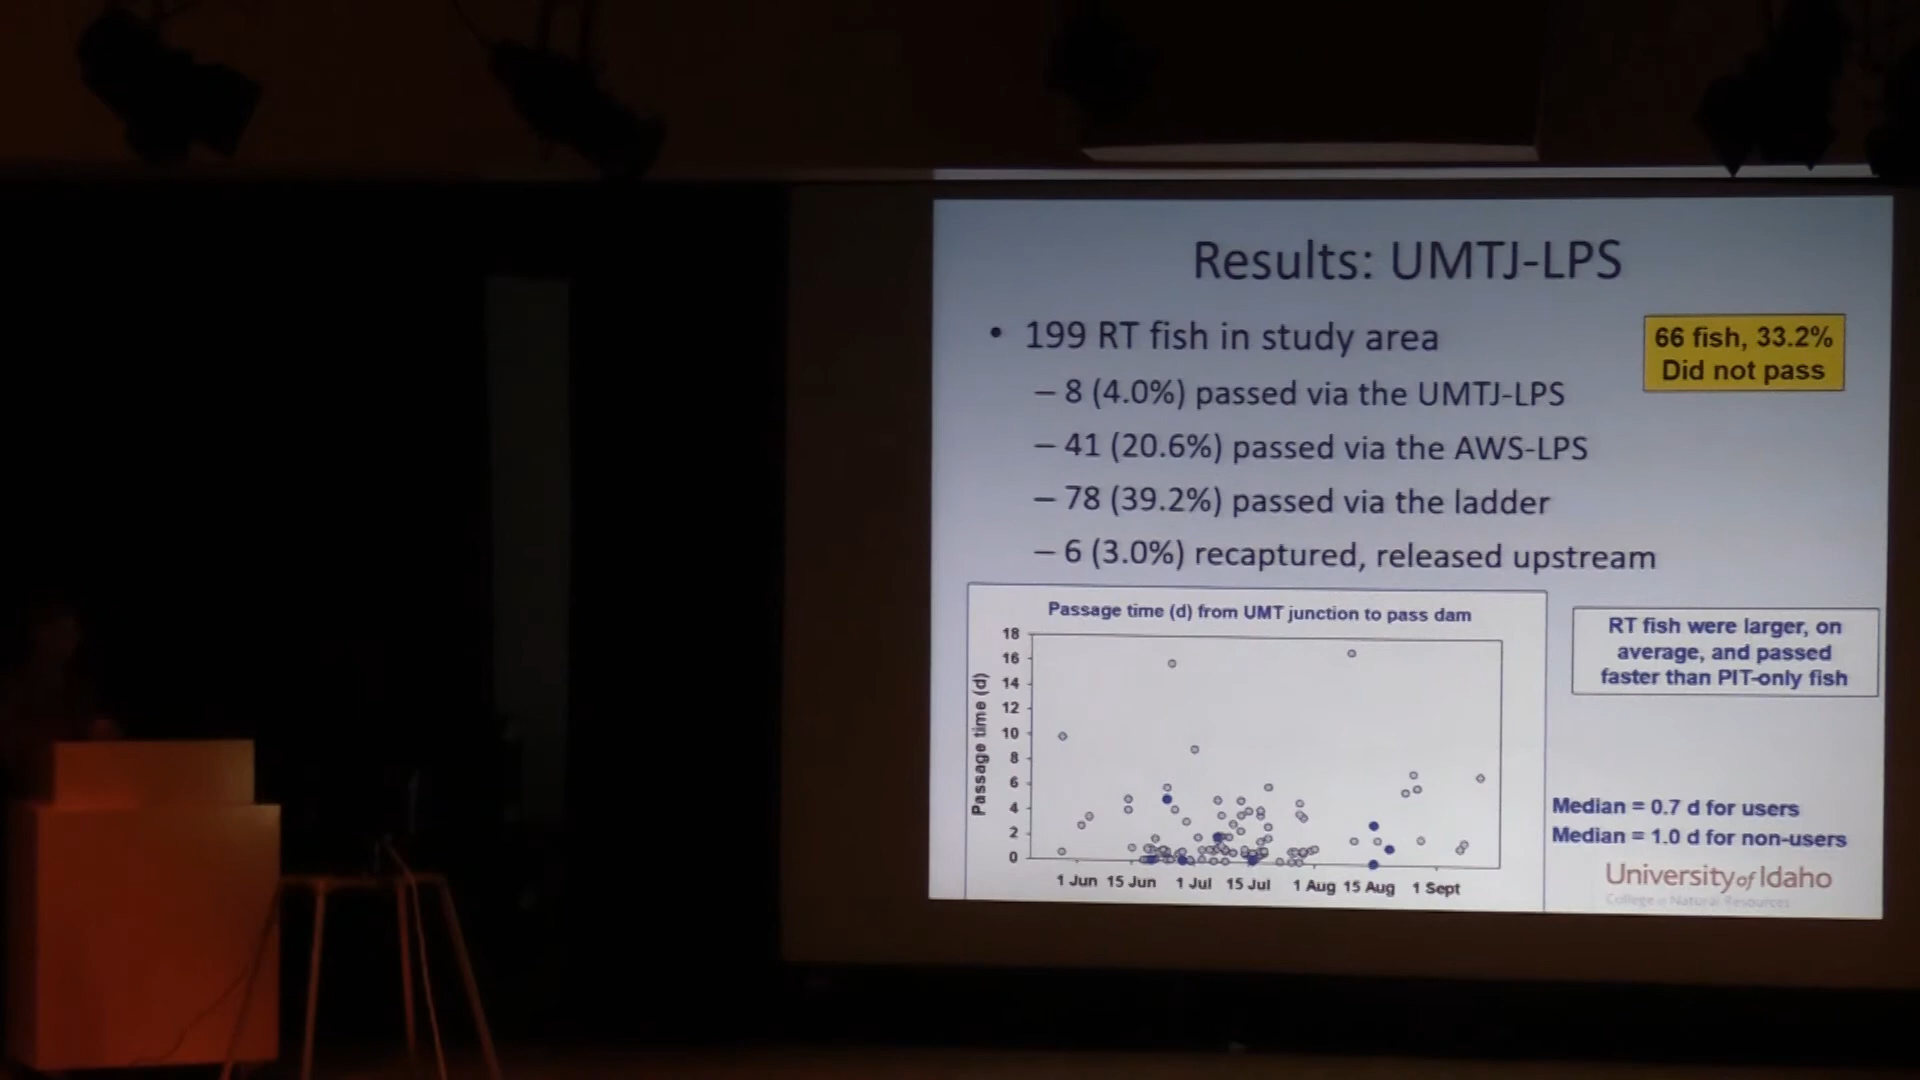 Results: UMTJ-LPS
• 199 RT fish in study area
– 8 (4.0%) passed via the UMTJ-LPS
– 41 (20.6%) passed via the AWS-LPS
– 78 (39.2%) passed via the ladder
– 6 (3.0%) recaptured, released upstream
66 fish, 33.2%
Did not pass
Passage time (d) from UMT junction to pass dam
Passage time (d)
18
16
14
12
10
8
6
4
2
0
1 Jun 15 Jun 1 Jul 15 Jul 1 Aug 15 Aug 1 Sept
RT fish were larger, on
average, and passed
faster than PIT-only fish
Median = 0.7 d for users
Median = 1.0 d for non-users
University of Idaho
College of Natural Resources